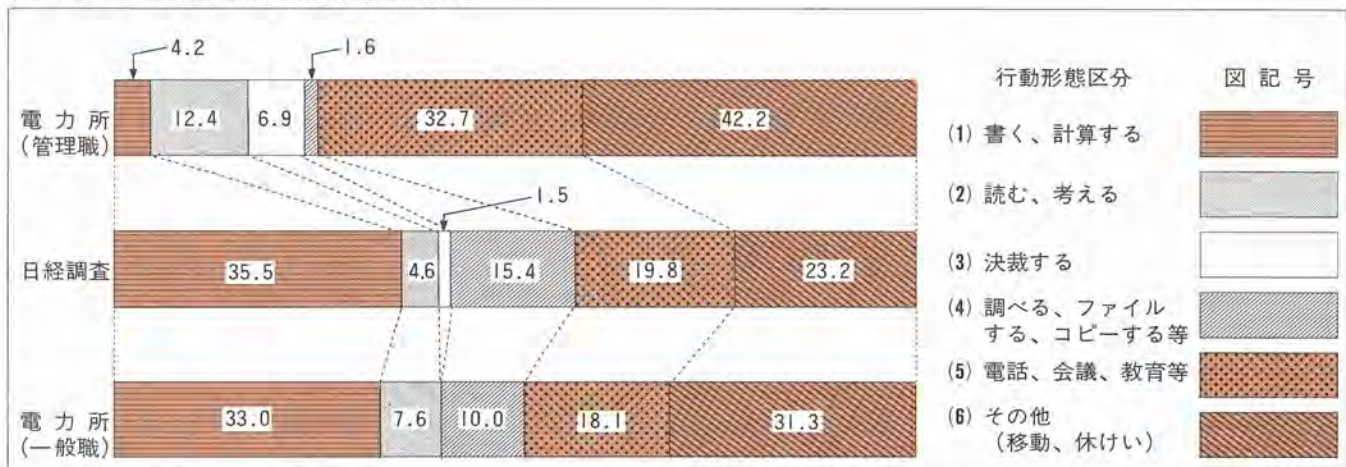 4.2
1.6
電力所
(管理職)
12.4
6.9
32.7
42.2
1.5
日経調査
35.5
4.6
15.4
19.8
23.2
電力所
(一般職)
33.0
7.6
10.0
18.1
31.3
行動形態区分
図記号
(1) 書く、計算する
(2) 読む、考える
(3) 決裁する
(4) 調べる、ファイル
する、コピーする等
(5) 電話、会議、教育等
(6) その他
(移動、休けい)